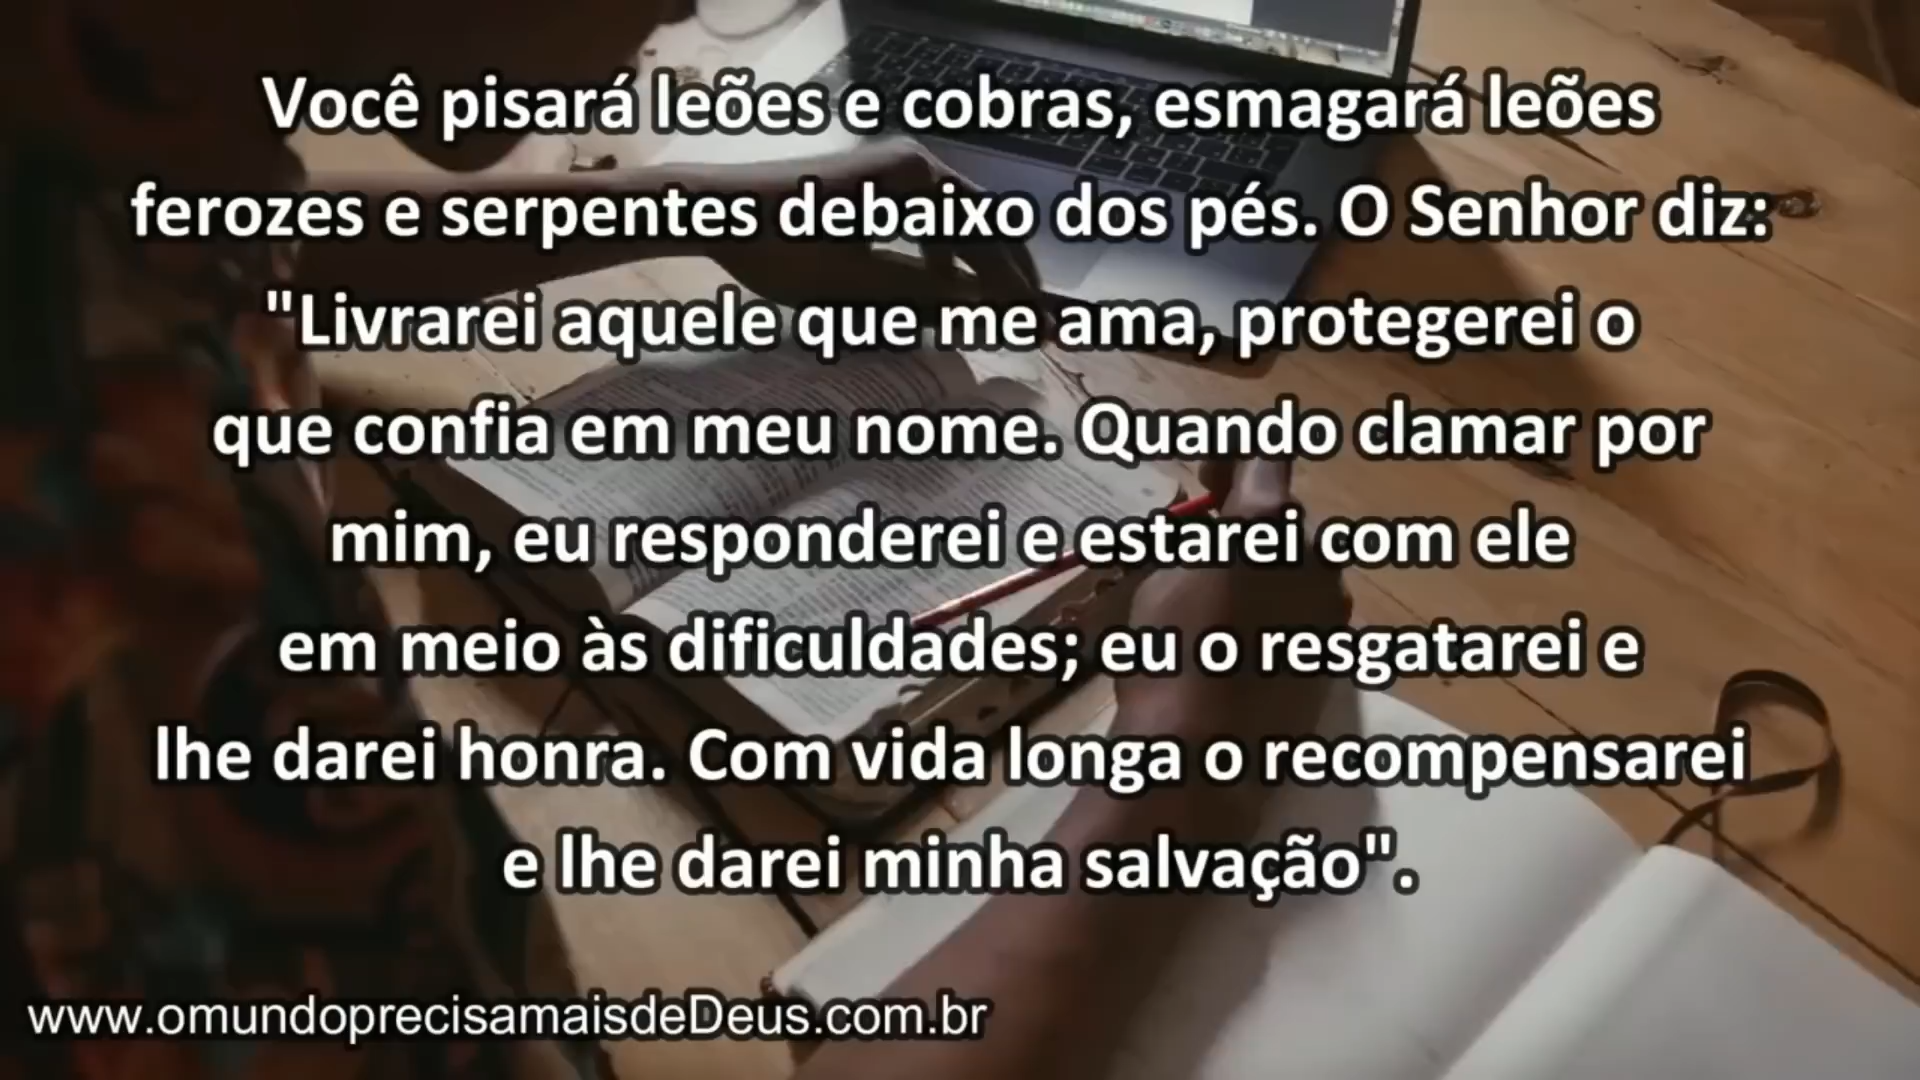 Você pisará leões e cobras, esmagará leões
ferozes e serpentes debaixo dos pés. O Senhor diz:
"Livrarei aquele que me ama, protegerei o
que confia em meu nome. Quando clamar por
mim, eu responderei e estarei com ele
em meio às dificuldades; eu o resgatarei e
lhe darei honra. Com vida longa o recompensarei
e lhe darei minha salvação".
www.omundoprecisamaisdeDeus.com.br